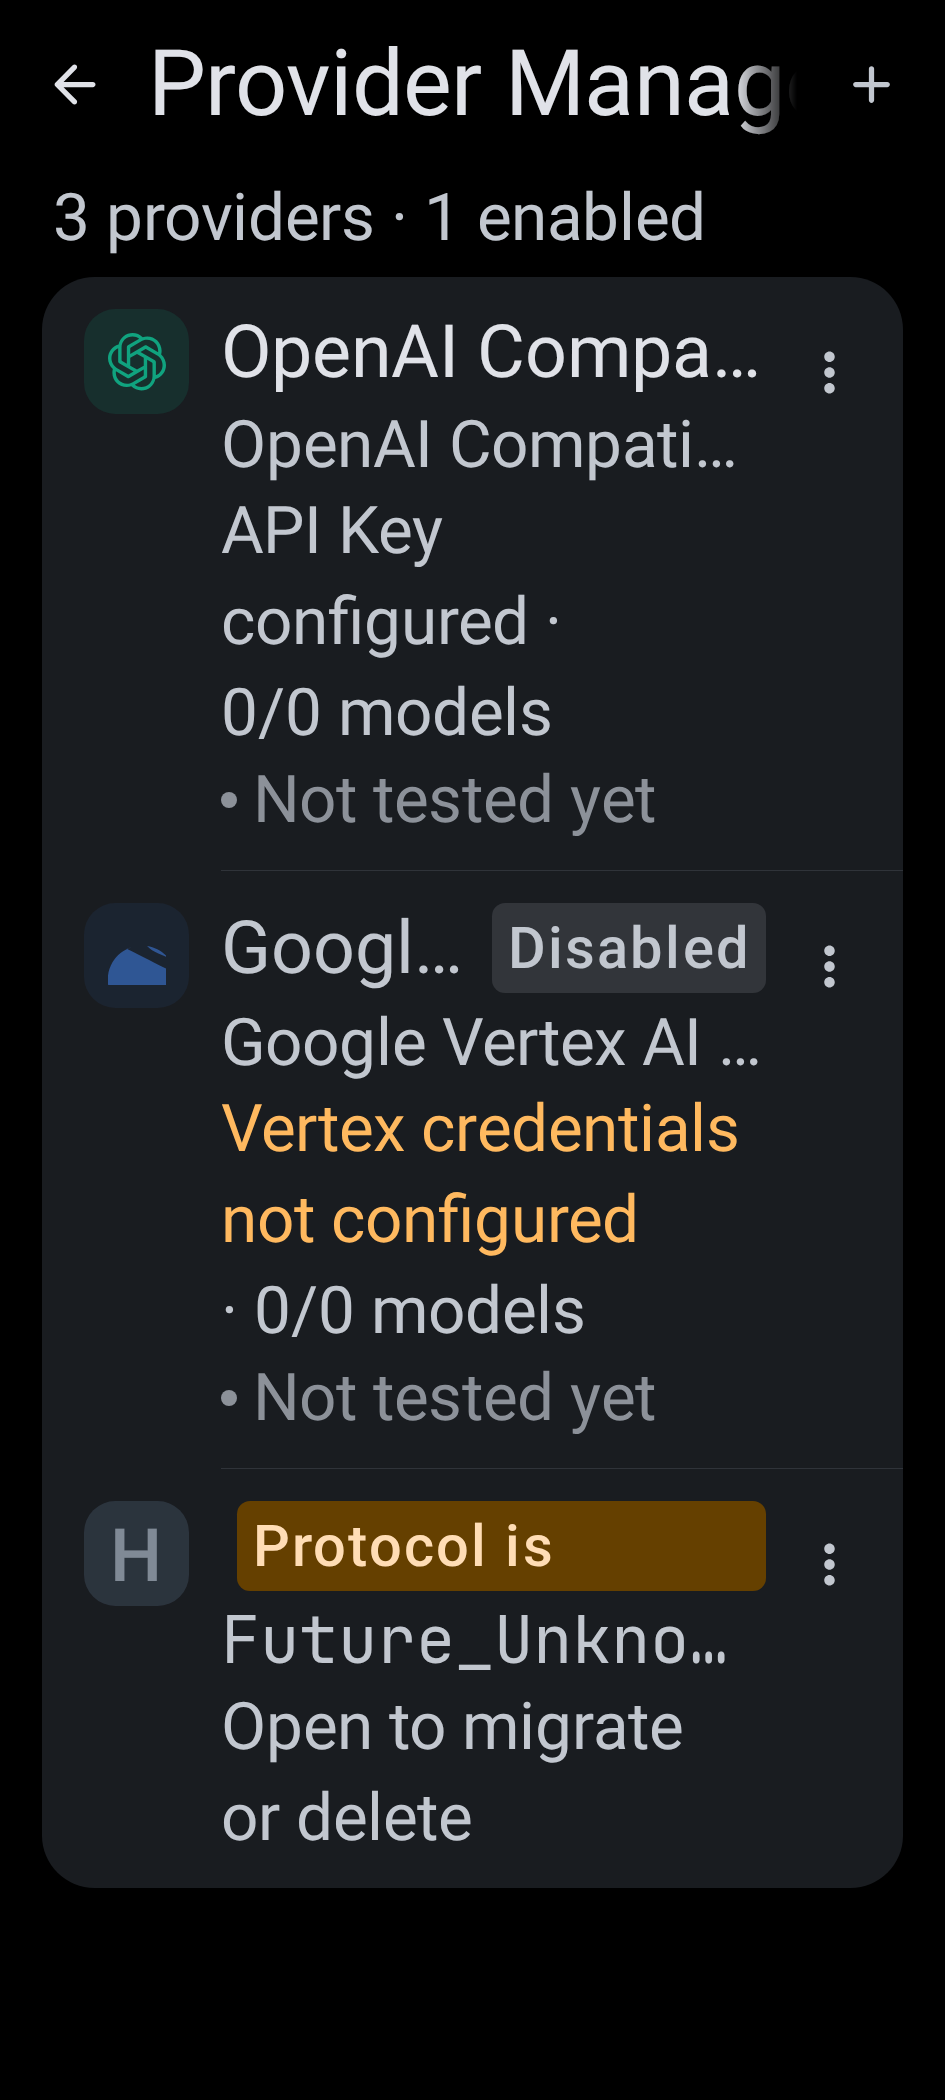 Provider Manag
3 providers · 1 enabled
OpenAI Compa…
OpenAI Compati…
API Key
configured ·
0/0 models
• Not tested yet
Googl…
Disabled
Google Vertex AI …
Vertex credentials
not configured
· 0/0 models
• Not tested yet
H
Protocol is
Future_Unkno…
Open to migrate
or delete